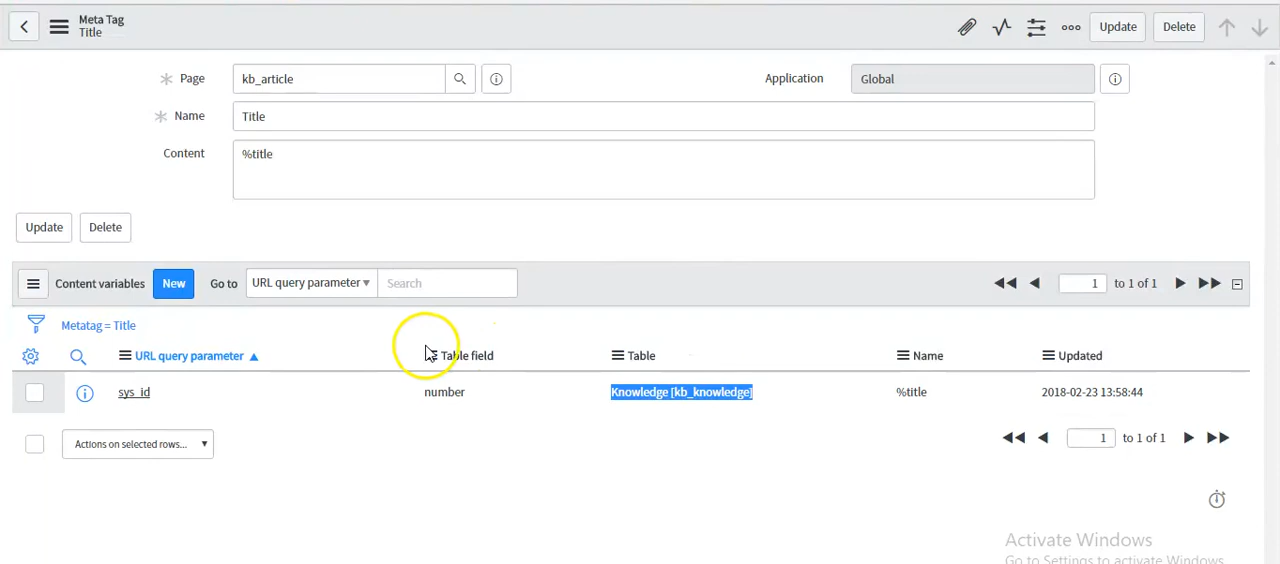 Meta Tag
Title
Update
Delete
Page
kb_article
Application
Global
Name
Title
Content
%title
Update
Delete
Content variables
New
Go to
URL query parameter
Search
1
to 1 of 1
Metatag = Title
URL query parameter
Table field
Table
Name
Updated
sys_id
number
Knowledge [kb_knowledge]
%title
2018-02-23 13:58:44
Actions on selected rows...
1
to 1 of 1
Activate Windows
Go to Settings to activate Windows